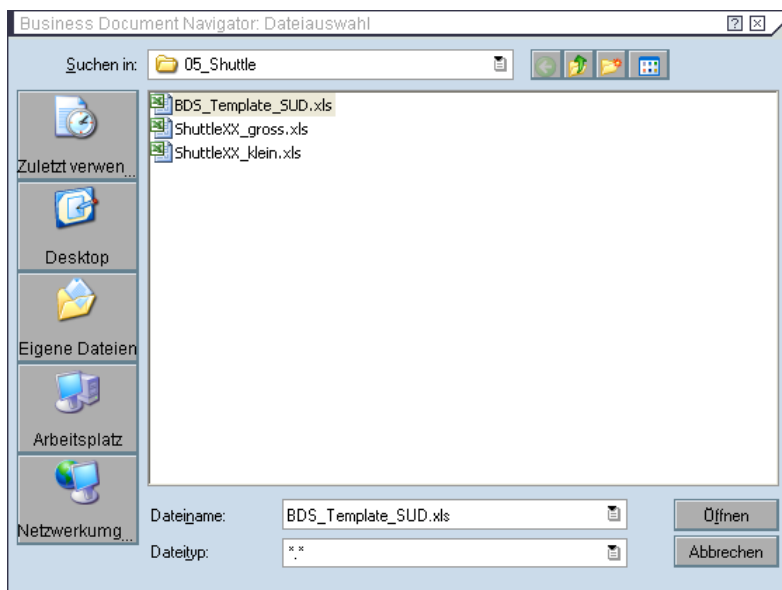 Business Document Navigator: Dateiauswahl
Suchen in: 05_Shuttle
BDS_Template_SUD.xls
ShuttleXX_gross.xls
ShuttleXX_klein.xls
Zuletzt verwen...
Desktop
Eigene Dateien
Arbeitsplatz
Netzwerkumg...
Dateiname: BDS_Template_SUD.xls Öffnen
Dateityp: *.* Abbrechen